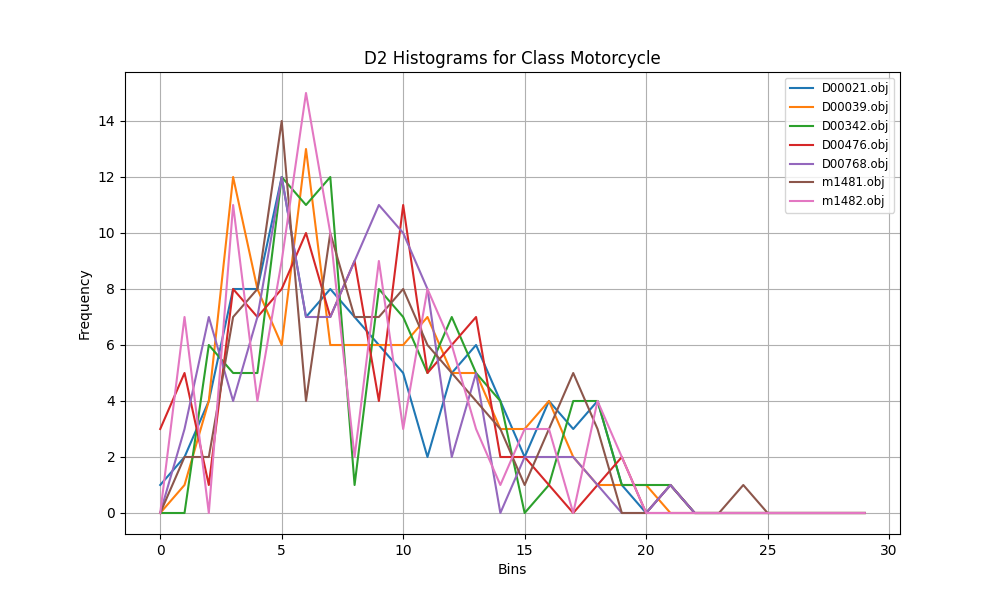 D2 Histograms for Class Motorcycle
D00021.obj
D00039.obj
D00342.obj
D00476.obj
D00768.obj
m1481.obj
m1482.obj
14
12
10
8
6
4
2
0
Frequency
0 5 10 15 20 25 30
Bins